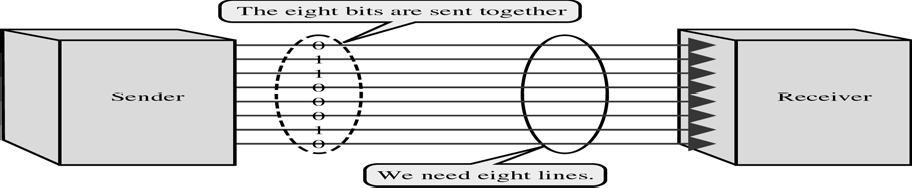 The eight bits are sent together
Sender
0
1
1
0
0
0
1
0
Receiver
We need eight lines.